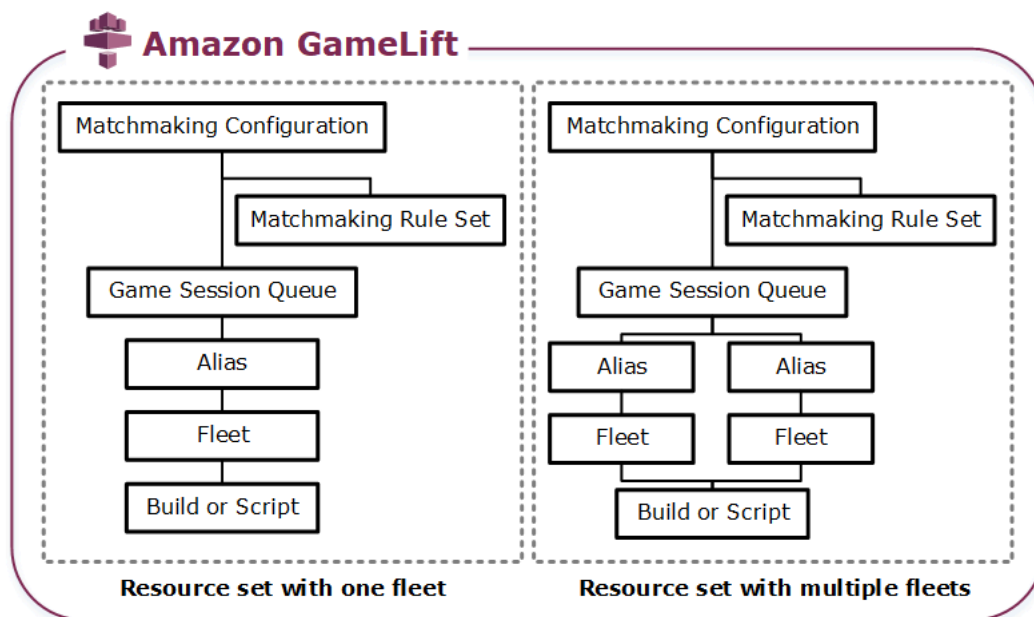 Amazon GameLift
Matchmaking Configuration
Matchmaking Rule Set
Game Session Queue
Alias
Fleet
Build or Script
Resource set with one fleet
Matchmaking Configuration
Matchmaking Rule Set
Game Session Queue
Alias
Alias
Fleet
Fleet
Build or Script
Resource set with multiple fleets